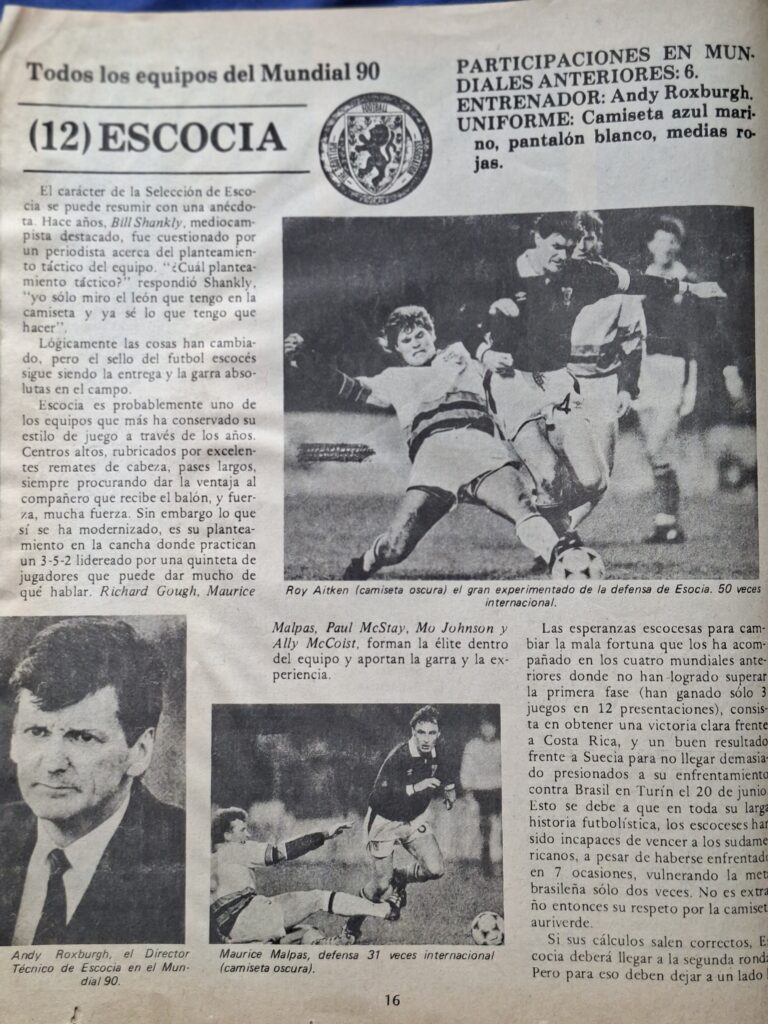 Todos los equipos del Mundial 90
(12) ESCOCIA
PARTICIPACIONES EN MUN-
DIALES ANTERIORES: 6.
ENTRENADOR: Andy Roxburgh.
UNIFORME: Camiseta azul mari-
no, pantalón blanco, medias ro-
jas.
FOOTBALL
ASSOCIATION
El carácter de la Selección de Esco-
cia se puede resumir con una anécdo-
ta. Hace años, Bill Shankly, mediocam-
pista destacado, fue cuestionado por
un periodista acerca del planteamien-
to táctico del equipo. "¿Cuál plantea-
miento táctico?" respondió Shankly,
"yo sólo miro el león que tengo en la
camiseta y ya sé lo que tengo que
hacer".
Lógicamente las cosas han cambia-
do, pero el sello del futbol escocés
sigue siendo la entrega y la garra abso-
lutas en el campo.
Escocia es probablemente uno de
los equipos que más ha conservado su
estilo de juego a través de los años.
Centros altos, rubricados por excelen-
tes remates de cabeza, pases largos,
siempre procurando dar la ventaja al
compañero que recibe el balón, y fuer-
za, mucha fuerza. Sin embargo lo que
sí se ha modernizado, es su plantea-
miento en la cancha donde practican
un 3-5-2 lidereado por una quinteta de
jugadores que puede dar mucho de
qué hablar. Richard Gough, Maurice
4
Roy Aitken (camiseta oscura) el gran experimentado de la defensa de Esocia. 50 veces
internacional.
Malpas, Paul McStay, Mo Johnson y
Ally McCoist, forman la élite dentro
del equipo y aportan la garra y la ex-
periencia.
Andy Roxburgh, el Director
Técnico de Escocia en el Mun-
dial 90.
Maurice Malpas, defensa 31 veces internacional
(camiseta oscura).
Las esperanzas escocesas para cam-
biar la mala fortuna que los ha acom-
pañado en los cuatro mundiales ante-
riores donde no han logrado superar
la primera fase (han ganado sólo 3
juegos en 12 presentaciones), consis-
ta en obtener una victoria clara frente
a Costa Rica, y un buen resultado
frente a Suecia para no llegar demasia-
do presionados a su enfrentamiento
contra Brasil en Turín el 20 de junio
Esto se debe a que en toda su larga
historia futbolística, los escoceses han
sido incapaces de vencer a los sudame
ricanos, a pesar de haberse enfrentado
en 7 ocasiones, vulnerando la meta
brasileña sólo dos veces. No es extra
ño entonces su respeto por la camiset
auriverde.
Si sus cálculos salen correctos, E
cocia deberá llegar a la segunda ronda
Pero para eso deben dejar a un lado
16